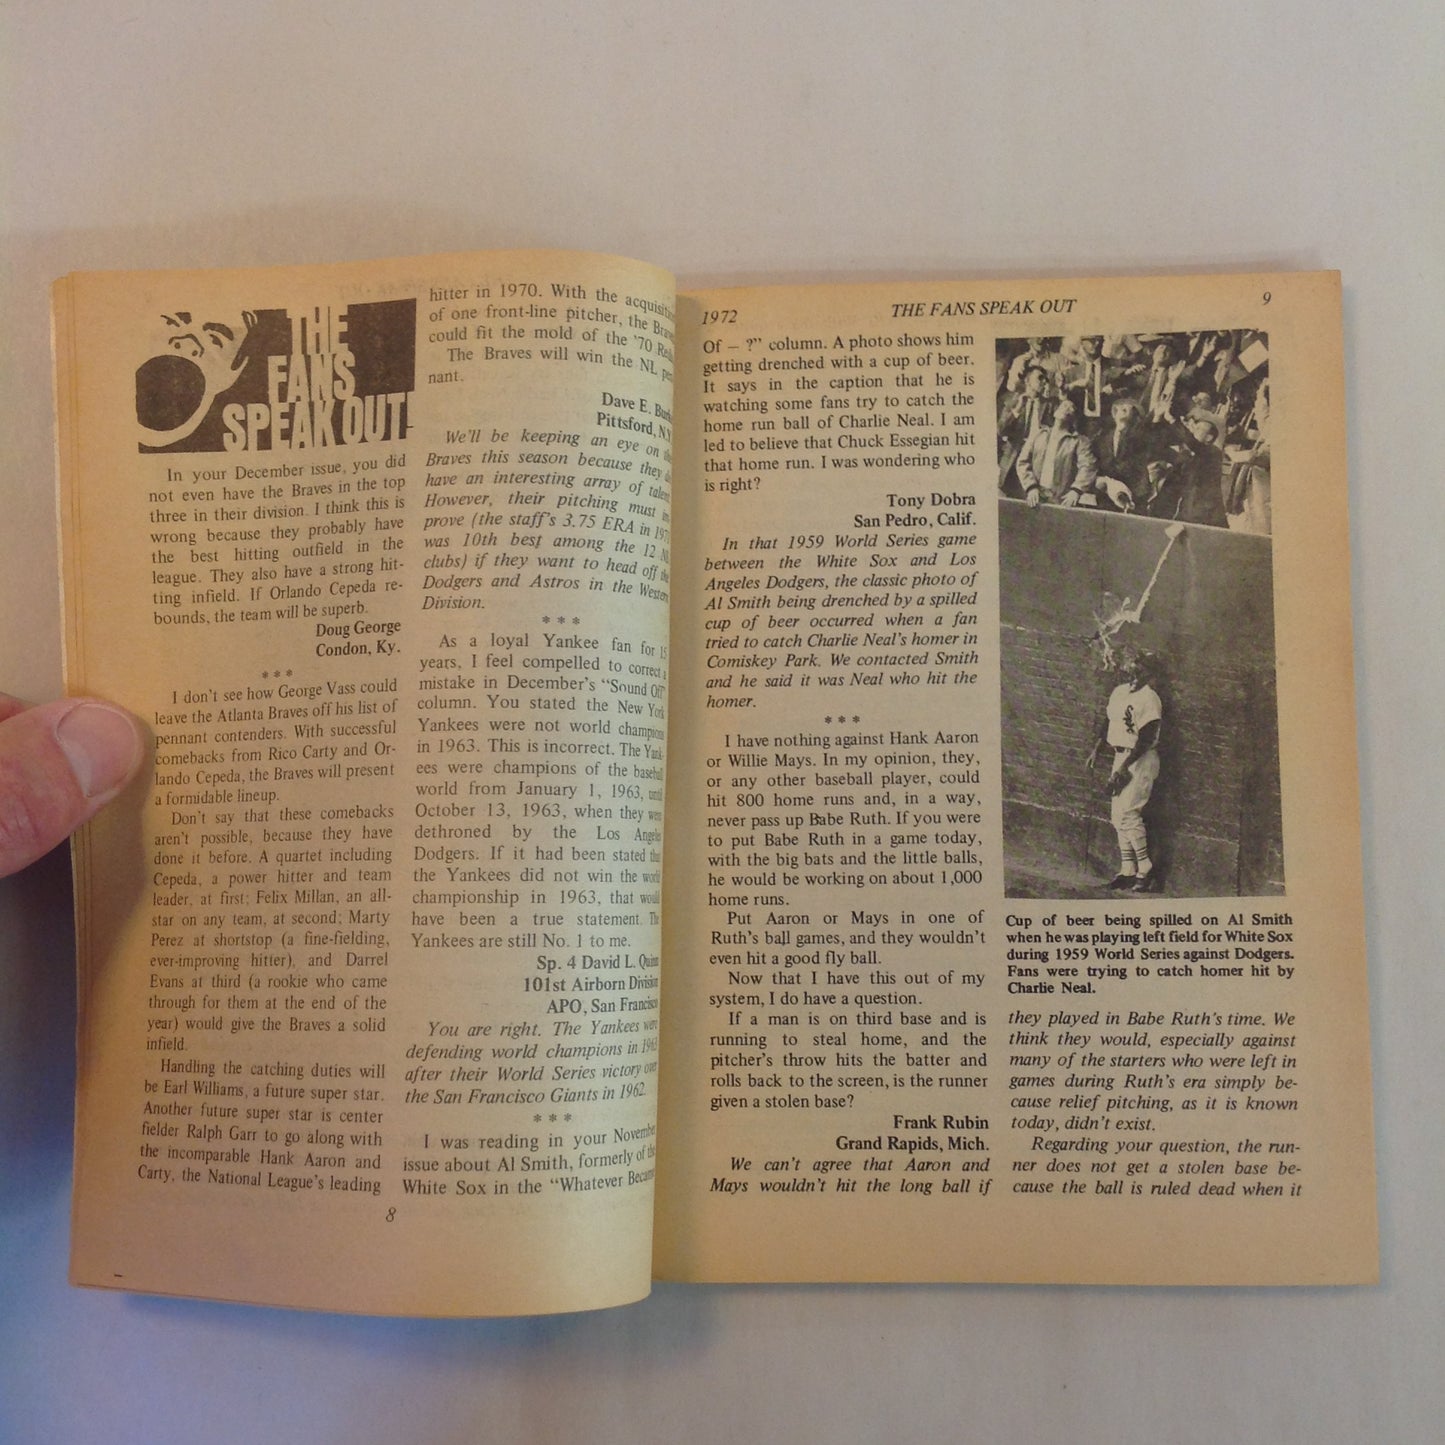 THE
FANS
SPEAK OUT
In your December issue, you did
not even have the Braves in the top
three in their division. I think this is
wrong because they probably have
the best hitting outfield in the
league. They also have a strong hit-
ting infield. If Orlando Cepeda re-
bounds, the team will be superb.
Doug George
Condon, Ky.
* * *
I don't see how George Vass could
leave the Atlanta Braves off his list of
pennant contenders. With successful
comebacks from Rico Carty and Or-
lando Cepeda, the Braves will present
a formidable lineup.
Don't say that these comebacks
aren't possible, because they have
done it before. A quartet including
Cepeda, a power hitter and team
leader, at first; Felix Millan, an all-
star on any team, at second; Marty
Perez at shortstop (a fine-fielding,
ever-improving hitter), and Darrel
Evans at third (a rookie who came
through for them at the end of the
year) would give the Braves a solid
infield.
Handling the catching duties will
be Earl Williams, a future super star.
Another future super star is center
fielder Ralph Garr to go along with
the incomparable Hank Aaron and
Carty, the National League's leading
8
hitter in 1970. With the
of one front-line pitcher, the
could fit the mold of the '70
The Braves will win the NL
nant.
Dave E.
Pittsford,
We'll be keeping an eye on
Braves this season because they
have an interesting array of
However, their pitching must
prove (the staff's 3.75 ERA in
was 10th best among the 12
clubs) if they want to head off
Dodgers and Astros in the Western
Division.
* * *
As a loyal Yankee fan for 15
years, I feel compelled to correct a
mistake in December's "Sound Off"
column. You stated the New York
Yankees were not world champions
in 1963. This is incorrect. The Yank-
ees were champions of the baseball
world from January 1, 1963, until
October 13, 1963, when they were
dethroned by the Los Angeles
Dodgers. If it had been stated that
the Yankees did not win the world
championship in 1963, that would
have been a true statement. The
Yankees are still No. 1 to me.
Sp. 4 David L. Quinn
101st Airborn Division
APO, San Francisco
You are right. The Yankees were
defending world champions in 1963
after their World Series victory over
the San Francisco Giants in 1962.
* * *
I was reading in your November
issue about Al Smith, formerly of the
White Sox in the "Whatever Became
1972
THE FANS SPEAK OUT
9
Of – ?" column. A photo shows him
getting drenched with a cup of beer.
It says in the caption that he is
watching some fans try to catch the
home run ball of Charlie Neal. I am
led to believe that Chuck Essegian hit
that home run. I was wondering who
is right?
Tony Dobra
San Pedro, Calif.
In that 1959 World Series game
between the White Sox and Los
Angeles Dodgers, the classic photo of
Al Smith being drenched by a spilled
cup of beer occurred when a fan
tried to catch Charlie Neal's homer in
Comiskey Park. We contacted Smith
and he said it was Neal who hit the
homer.
* * *
I have nothing against Hank Aaron
or Willie Mays. In my opinion, they,
or any other baseball player, could
hit 800 home runs and, in a way,
never pass up Babe Ruth. If you were
to put Babe Ruth in a game today,
with the big bats and the little balls,
he would be working on about 1,000
home runs.
Put Aaron or Mays in one of
Ruth's ball games, and they wouldn't
even hit a good fly ball.
Now that I have this out of my
system, I do have a question.
If a man is on third base and is
running to steal home, and the
pitcher's throw hits the batter and
rolls back to the screen, is the runner
given a stolen base?
Frank Rubin
Grand Rapids, Mich.
We can't agree that Aaron and
Mays wouldn't hit the long ball if
Cup of beer being spilled on Al Smith
when he was playing left field for White Sox
during 1959 World Series against Dodgers.
Fans were trying to catch homer hit by
Charlie Neal.
they played in Babe Ruth's time. We
think they would, especially against
many of the starters who were left in
games during Ruth's era simply be-
cause relief pitching, as it is known
today, didn't exist.
Regarding your question, the run-
ner does not get a stolen base be-
cause the ball is ruled dead when it